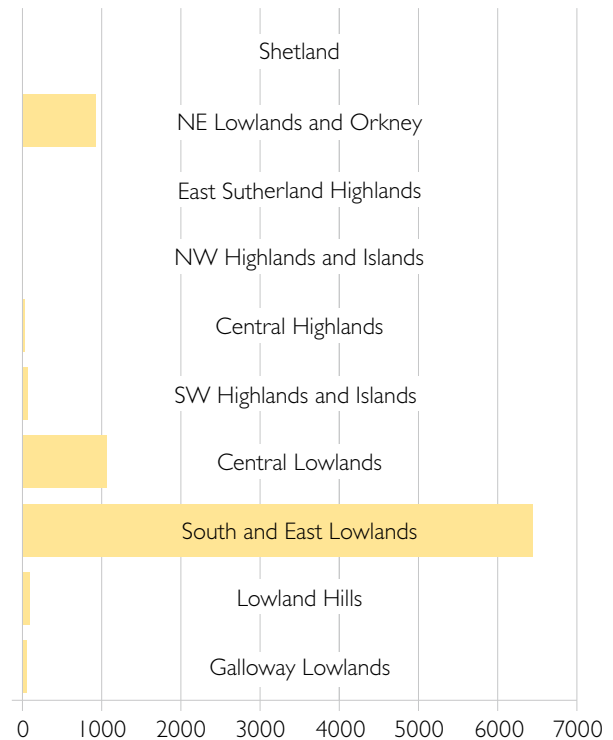 Shetland
NE Lowlands and Orkney
East Sutherland Highlands
NW Highlands and Islands
Central Highlands
SW Highlands and Islands
Central Lowlands
South and East Lowlands
Lowland Hills
Galloway Lowlands
0 1000 2000 3000 4000 5000 6000 7000